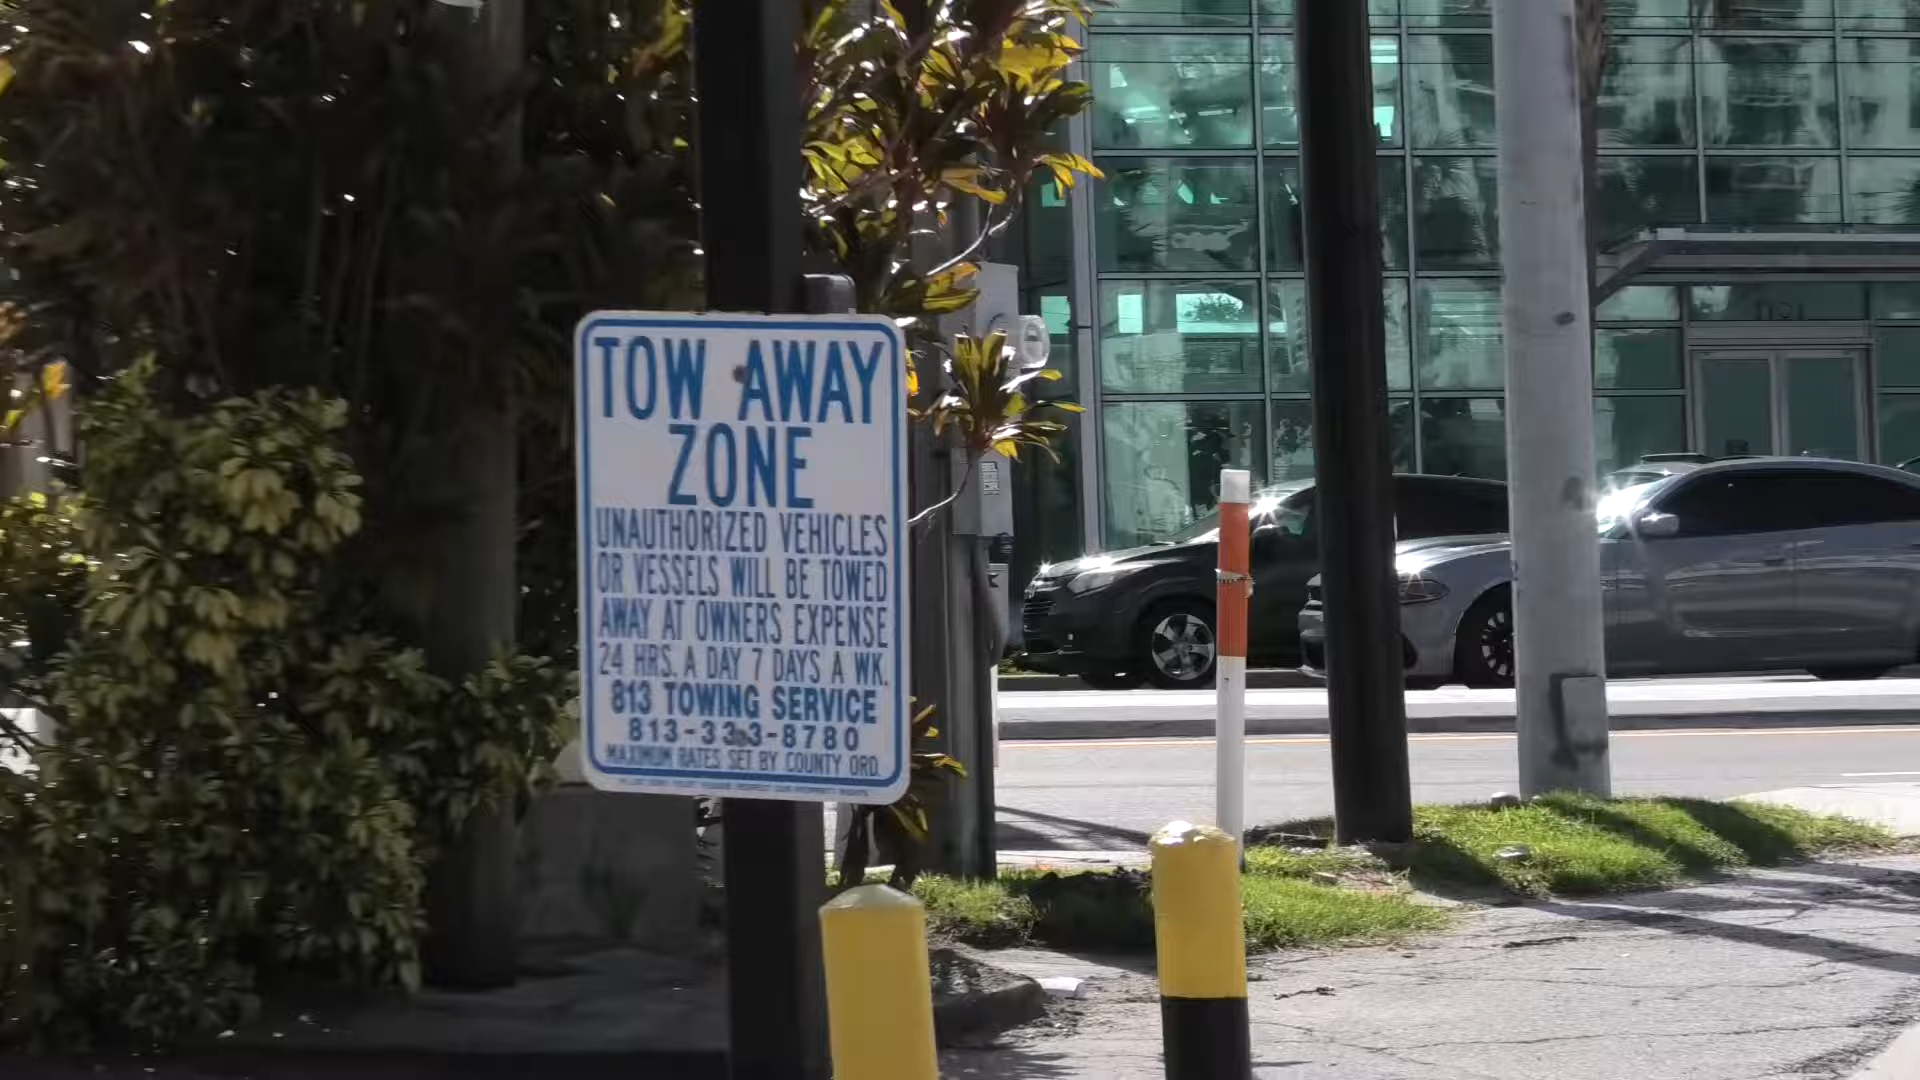 TOW AWAY
ZONE
UNAUTHORIZED VEHICLES
OR VESSELS WILL BE TOWED
AWAY AT OWNERS EXPENSE
24 HRS. A DAY 7 DAYS A WK.
813 TOWING SERVICE
813-333-8780
MAXIMUM RATES SET BY COUNTY ORD.
1101